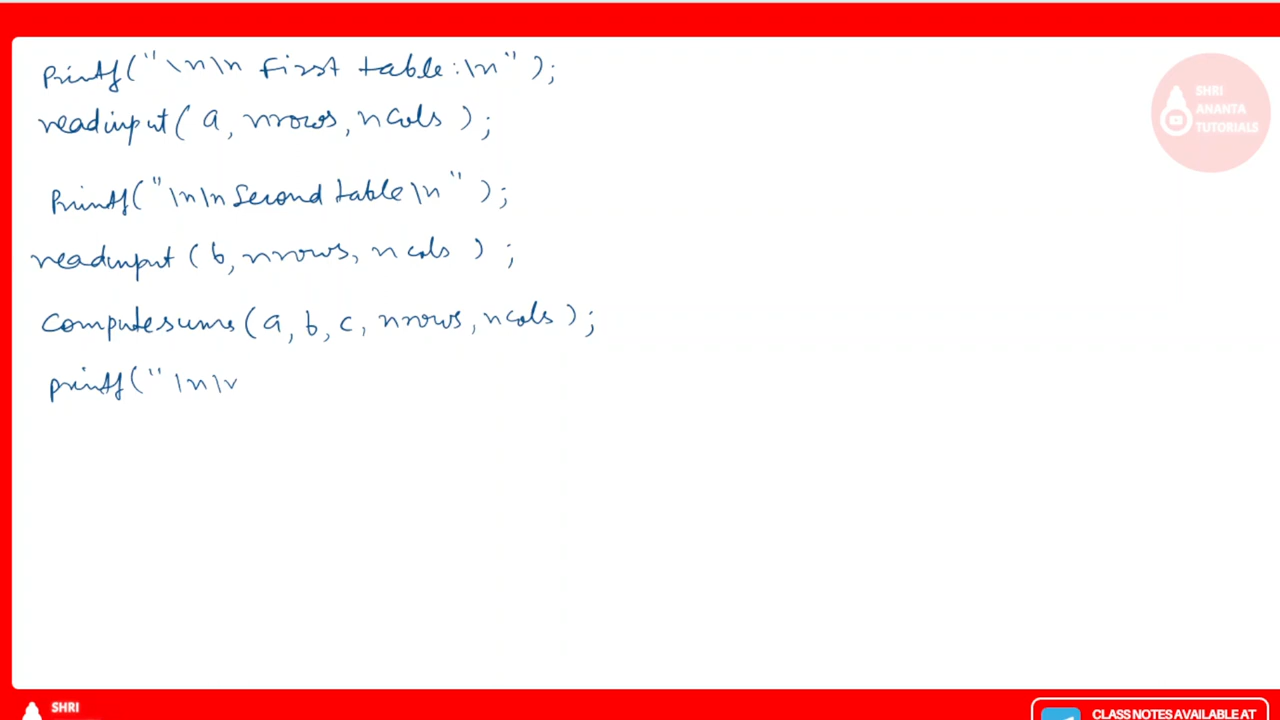 printf("\n\n First table:\n");
SHRI
ANANTA
TUTORIALS
readinput(a, nrows, ncols);
printf("\n\n Second table\n");
readinput(b, nrows, ncols);
computesums(a, b, c, nrows, ncols);
printf("\n\
SHRI
CLASS NOTES AVAILABLE AT